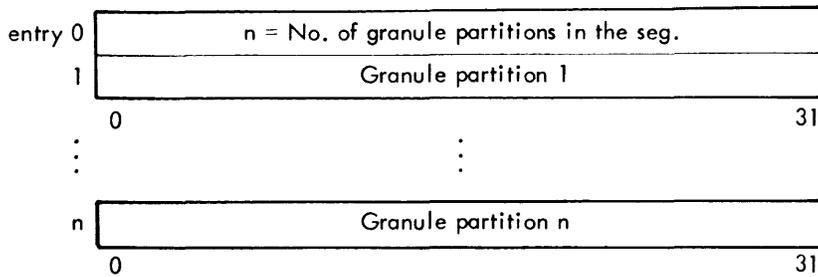 entry 0 n = No. of granule partitions in the seg.
1 Granule partition 1
0 31
n Granule partition n
0 31